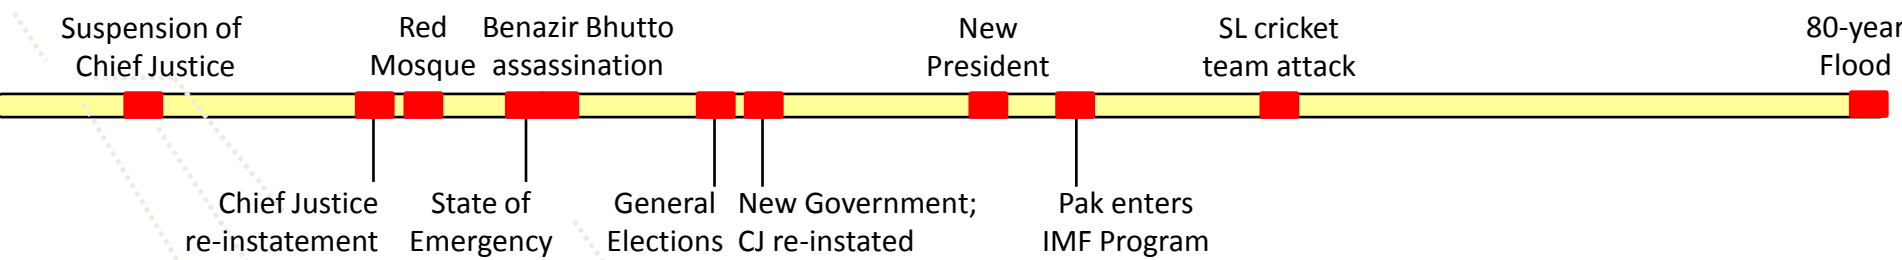 Suspension of
Chief Justice
Red
Mosque
Benazir Bhutto
assassination
New
President
SL cricket
team attack
80-year
Flood
Chief Justice
re-instatement
State of
Emergency
General
Elections
New Government;
CJ re-instated
Pak enters
IMF Program